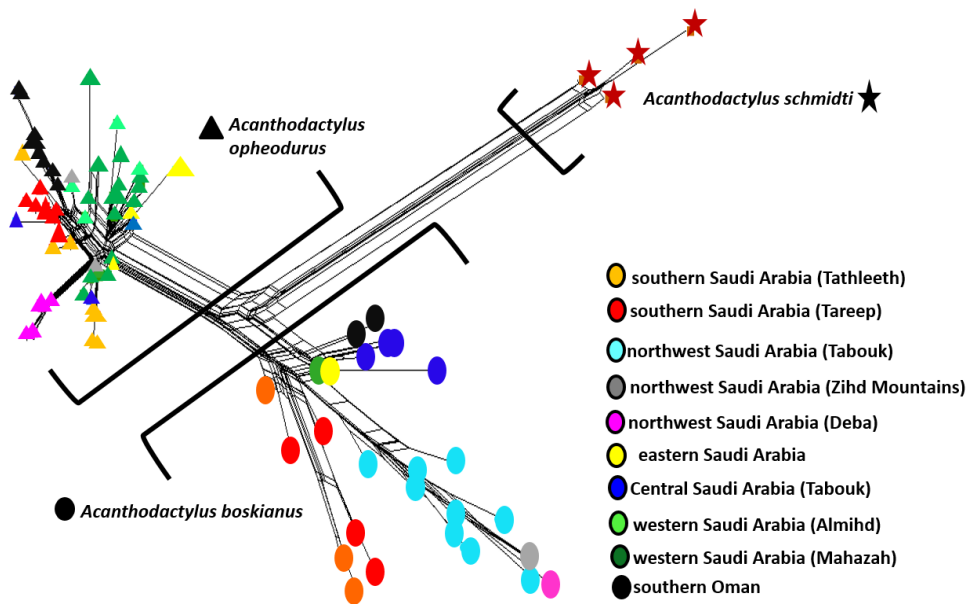 Acanthodactylus schmidti
Acanthodactylus
opheodurus
southern Saudi Arabia (Tathleeth)
southern Saudi Arabia (Tareep)
northwest Saudi Arabia (Tabouk)
northwest Saudi Arabia (Zihd Mountains)
northwest Saudi Arabia (Deba)
eastern Saudi Arabia
Central Saudi Arabia (Tabouk)
western Saudi Arabia (Almihd)
western Saudi Arabia (Mahazah)
southern Oman
Acanthodactylus boskianus